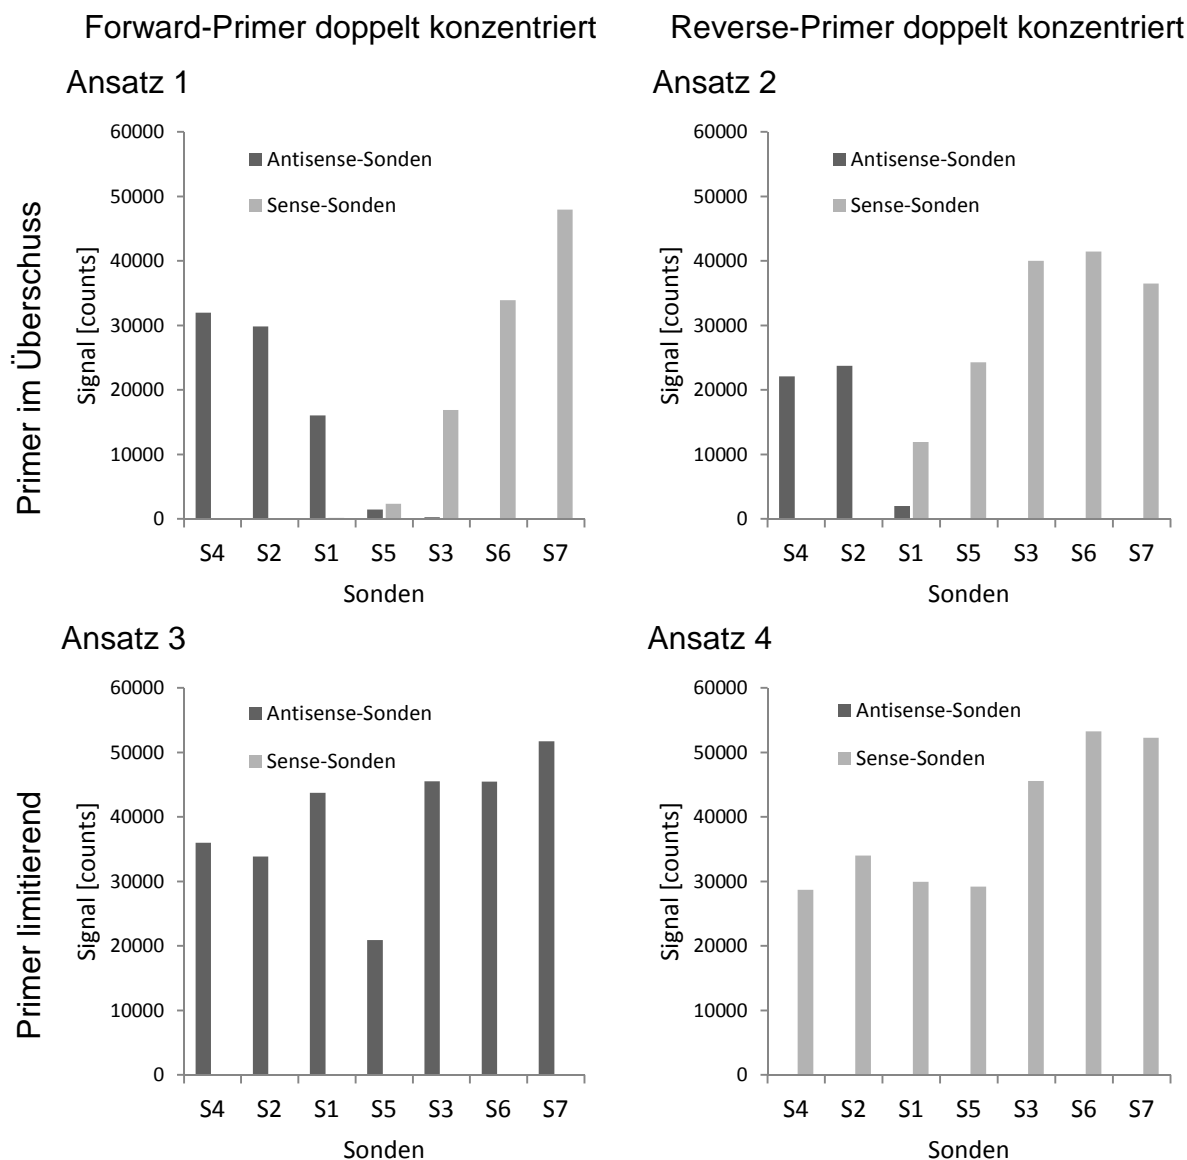 Forward-Primer doppelt konzentriert
Reverse-Primer doppelt konzentriert
Primer im Überschuss
Ansatz 1
60000
50000
40000
30000
20000
10000
0
Signal [counts]
Antisense-Sonden
Sense-Sonden
S4 S2 S1 S5 S3 S6 S7
Sonden
Ansatz 2
60000
50000
40000
30000
20000
10000
0
Signal [counts]
Antisense-Sonden
Sense-Sonden
S4 S2 S1 S5 S3 S6 S7
Sonden
Primer limitierend
Ansatz 3
60000
50000
40000
30000
20000
10000
0
Signal [counts]
Antisense-Sonden
Sense-Sonden
S4 S2 S1 S5 S3 S6 S7
Sonden
Ansatz 4
60000
50000
40000
30000
20000
10000
0
Signal [counts]
Antisense-Sonden
Sense-Sonden
S4 S2 S1 S5 S3 S6 S7
Sonden